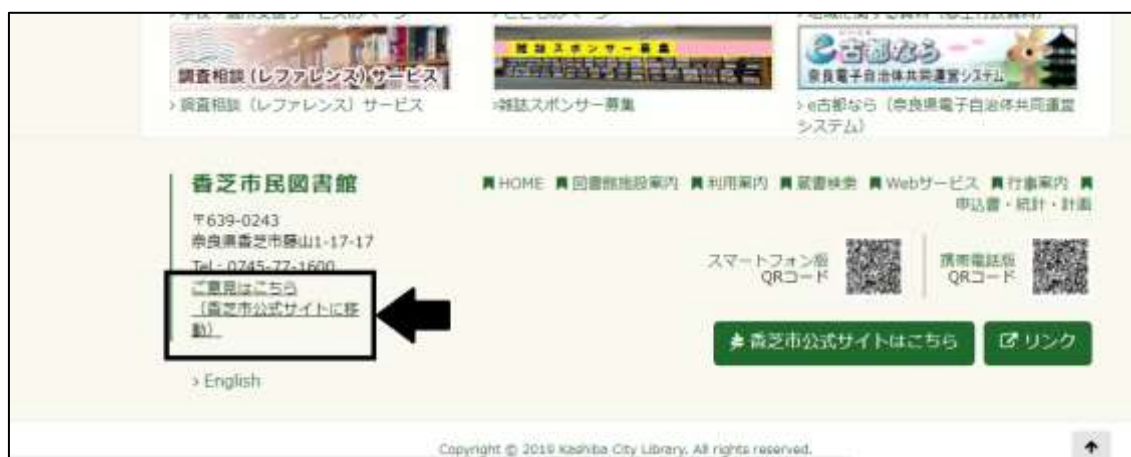 調査相談（レファレンス）サービス
雑誌スポンサー募集
e古都なら
奈良電子自治体共同運営システム
› 調査相談（レファレンス）サービス
›雑誌スポンサー募集
› e古都なら（奈良県電子自治体共同運営
システム）
香芝市民図書館
HOME 図書館施設案内 利用案内 蔵書検索 Webサービス 行事案内
申込書・統計・計画
〒639-0243
奈良県香芝市藤山1-17-17
Tel : 0745-77-1600
ご意見はこちら
（香芝市公式サイトに移
動）
スマートフォン版
QRコード
携帯電話版
QRコード
香芝市公式サイトはこちら
リンク
› English
Copyright © 2019 Kashiba City Library. All rights reserved.